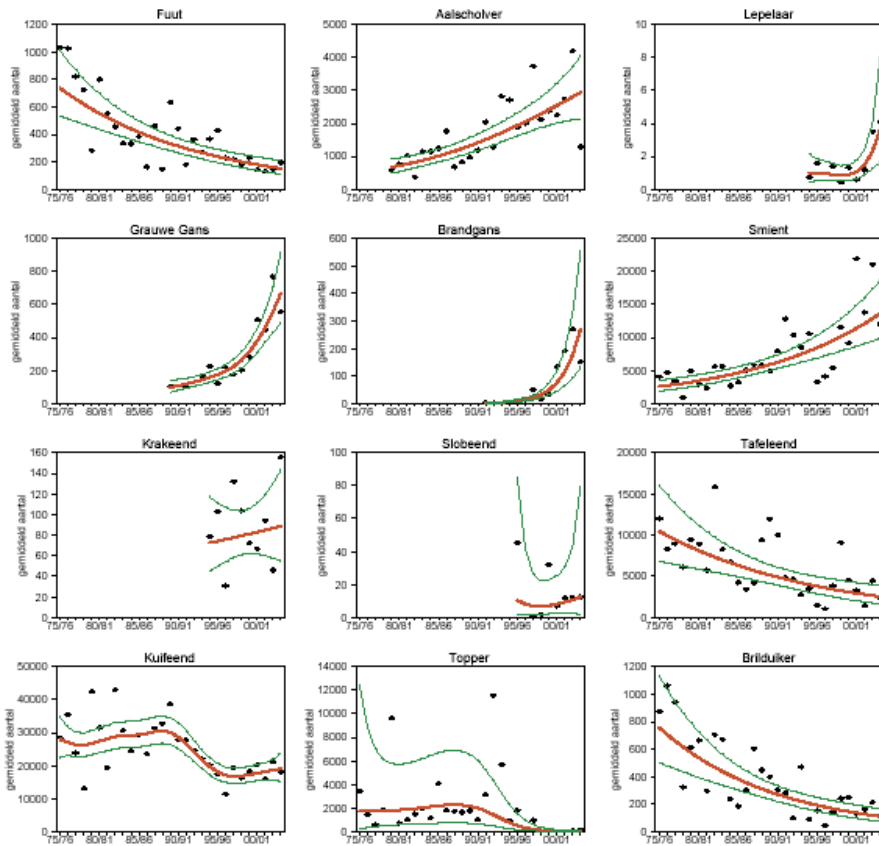 Fuut
gemiddeld aantal
1200
1000
800
600
400
200
0
75/76 80/81 85/86 90/91 95/96 00/01
Aalscholver
gemiddeld aantal
5000
4000
3000
2000
1000
0
75/76 80/81 85/86 90/91 95/96 00/01
Lepelaar
gemiddeld aantal
10
8
6
4
2
0
75/76 80/81 85/86 90/91 95/96 00/01
Grauwe Gans
gemiddeld aantal
1000
800
600
400
200
0
75/76 80/81 85/86 90/91 95/96 00/01
Brandgans
gemiddeld aantal
600
500
400
300
200
100
0
75/76 80/81 85/86 90/91 95/96 00/01
Smient
gemiddeld aantal
25000
20000
15000
10000
5000
0
75/76 80/81 85/86 90/91 95/96 00/01
Krakeend
gemiddeld aantal
160
140
120
100
80
60
40
20
0
75/76 80/81 85/86 90/91 95/96 00/01
Slobeend
gemiddeld aantal
100
80
60
40
20
0
75/76 80/81 85/86 90/91 95/96 00/01
Tafeleend
gemiddeld aantal
20000
15000
10000
5000
0
75/76 80/81 85/86 90/91 95/96 00/01
Kuifeend
gemiddeld aantal
50000
40000
30000
20000
10000
0
75/76 80/81 85/86 90/91 95/96 00/01
Topper
gemiddeld aantal
14000
12000
10000
8000
6000
4000
2000
0
75/76 80/81 85/86 90/91 95/96 00/01
Brilduiker
gemiddeld aantal
1200
1000
800
600
400
200
0
75/76 80/81 85/86 90/91 95/96 00/01